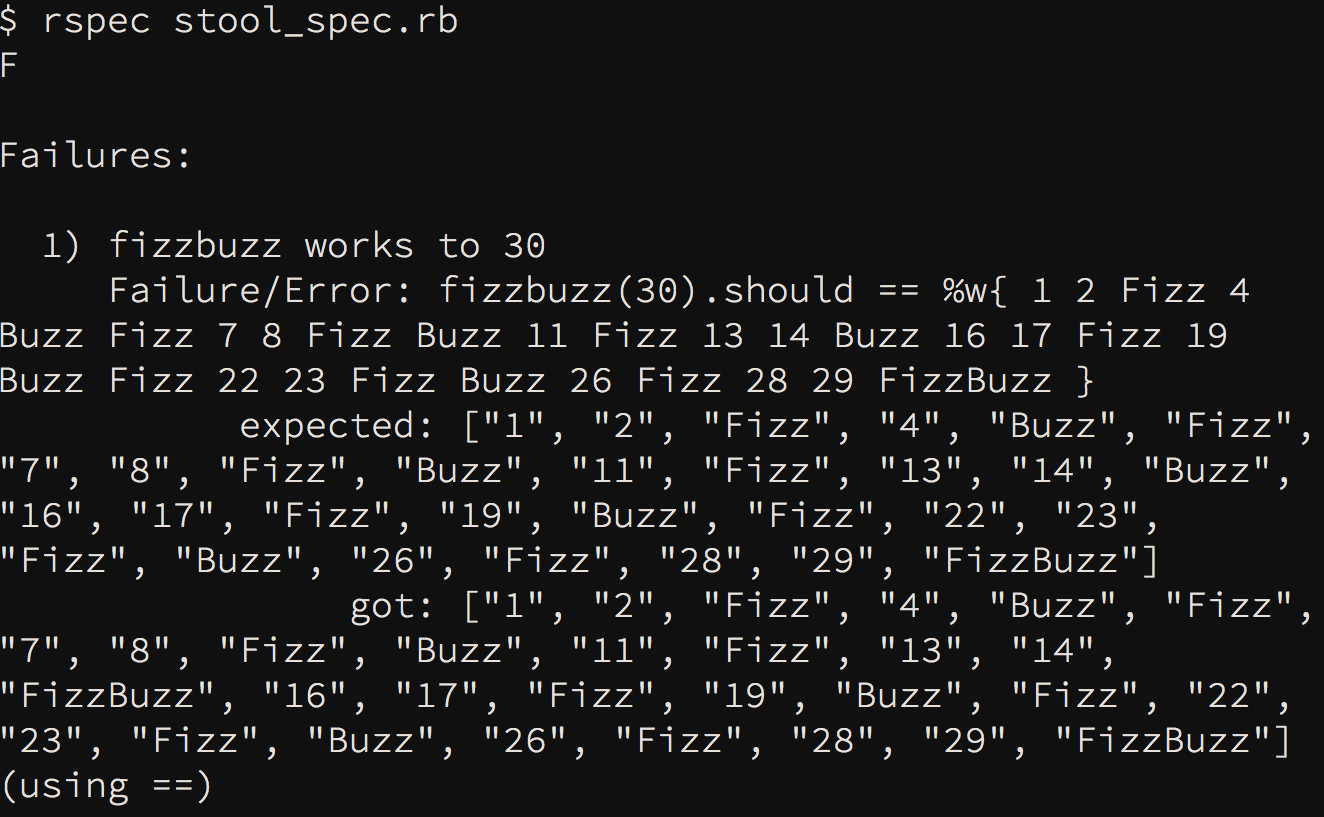 $ rspec stool_spec.rb
F
Failures:
1) fizzbuzz works to 30
Failure/Error: fizzbuzz(30).should == %w{ 1 2 Fizz 4
Buzz Fizz 7 8 Fizz Buzz 11 Fizz 13 14 Buzz 16 17 Fizz 19
Buzz Fizz 22 23 Fizz Buzz 26 Fizz 28 29 FizzBuzz }
expected: ["1", "2", "Fizz", "4", "Buzz", "Fizz",
"7", "8", "Fizz", "Buzz", "11", "Fizz", "13", "14", "Buzz",
"16", "17", "Fizz", "19", "Buzz", "Fizz", "22", "23",
"Fizz", "Buzz", "26", "Fizz", "28", "29", "FizzBuzz"]
got: ["1", "2", "Fizz", "4", "Buzz", "Fizz",
"7", "8", "Fizz", "Buzz", "11", "Fizz", "13", "14",
"FizzBuzz", "16", "17", "Fizz", "19", "Buzz", "Fizz", "22",
"23", "Fizz", "Buzz", "26", "Fizz", "28", "29", "FizzBuzz"]
(using ==)